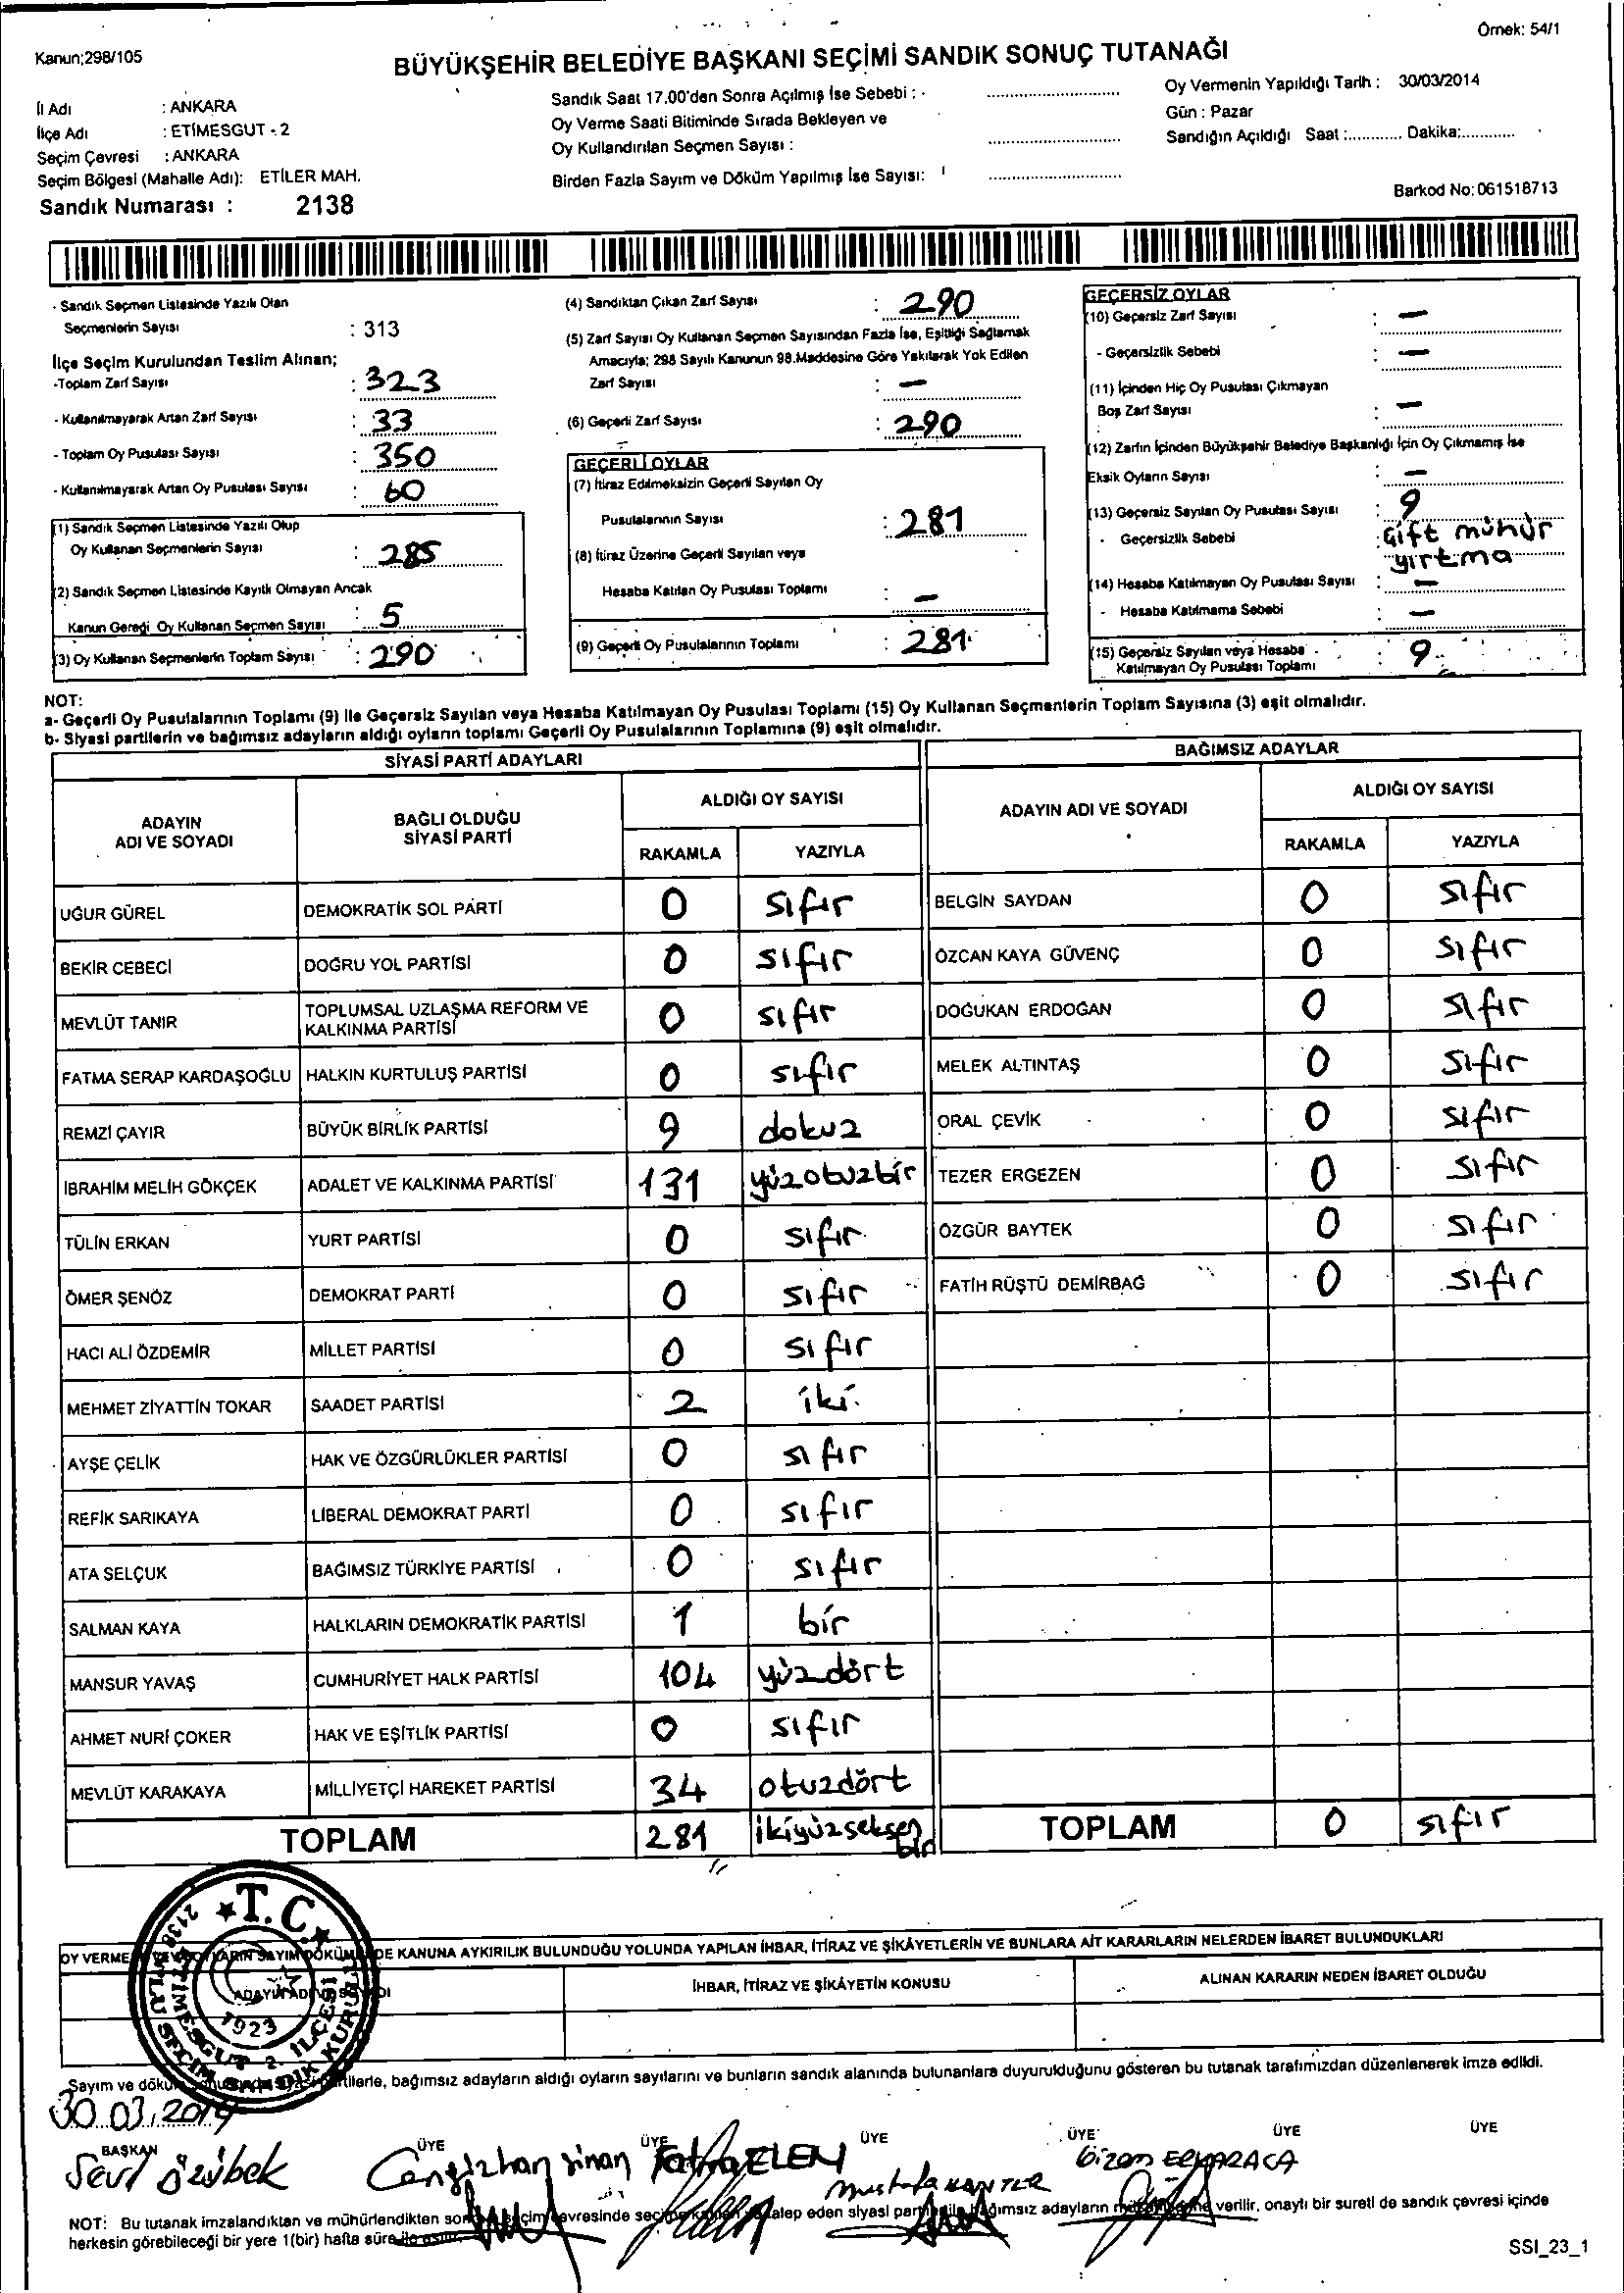 Örnek: 54/1
Kanun;298/105
BÜYÜKŞEHİR BELEDİYE BAŞKANI SEÇİMİ SANDIK SONUÇ TUTANAĞI
İl Adı : ANKARA
İlçe Adı : ETİMESGUT - 2
Seçim Çevresi : ANKARA
Seçim Bölgesi (Mahalle Adı): ETİLER MAH.
Sandık Numarası : 2138
Sandık Saat 17.00'den Sonra Açılmış İse Sebebi :
Oy Verme Saati Bitiminde Sırada Bekleyen ve
Oy Kullandırılan Seçmen Sayısı :
Birden Fazla Sayım ve Döküm Yapılmış İse Sayısı:
Oy Vermenin Yapıldığı Tarih : 30/03/2014
Gün : Pazar
Sandığın Açıldığı Saat :............ Dakika:............
Barkod No: 061518713
- Sandık Seçmen Listesinde Yazılı Olan
Seçmenlerin Sayısı : 313
İlçe Seçim Kurulundan Teslim Alınan;
-Toplam Zarf Sayısı : 323
- Kullanılmayarak Artan Zarf Sayısı : 33
- Toplam Oy Pusulası Sayısı : 350
- Kullanılmayarak Artan Oy Pusulası Sayısı : 60
(1) Sandık Seçmen Listesinde Yazılı Olup
Oy Kullanan Seçmenlerin Sayısı : 285
(2) Sandık Seçmen Listesinde Kayıtlı Olmayan Ancak
Kanun Gereği Oy Kullanan Seçmen Sayısı : 5
(3) Oy Kullanan Seçmenlerin Toplam Sayısı : 290
(4) Sandıktan Çıkan Zarf Sayısı : 290
(5) Zarf Sayısı Oy Kullanan Seçmen Sayısından Fazla İse, Eşitliği Sağlamak
Amacıyla; 298 Sayılı Kanunun 98.Maddesine Göre Yakılarak Yok Edilen
Zarf Sayısı : —
(6) Geçerli Zarf Sayısı : 290
GEÇERLİ OYLAR
(7) İtiraz Edilmeksizin Geçerli Sayılan Oy
Pusulalarının Sayısı : 281
(8) İtiraz Üzerine Geçerli Sayılan veya
Hesaba Katılan Oy Pusulası Toplamı : —
(9) Geçerli Oy Pusulalarının Toplamı : 281
GEÇERSİZ OYLAR
(10) Geçersiz Zarf Sayısı : —
- Geçersizlik Sebebi : —
(11) İçinden Hiç Oy Pusulası Çıkmayan
Boş Zarf Sayısı : —
(12) Zarfın İçinden Büyükşehir Belediye Başkanlığı İçin Oy Çıkmamış İse
Eksik Oyların Sayısı : —
(13) Geçersiz Sayılan Oy Pusulası Sayısı : 9
- Geçersizlik Sebebi : Çift mühür
yırtma
(14) Hesaba Katılmayan Oy Pusulası Sayısı : —
- Hesaba Katılmama Sebebi : —
(15) Geçersiz Sayılan veya Hesaba
Katılmayan Oy Pusulası Toplamı : 9
NOT:
a- Geçerli Oy Pusulalarının Toplamı (9) ile Geçersiz Sayılan veya Hesaba Katılmayan Oy Pusulası Toplamı (15) Oy Kullanan Seçmenlerin Toplam Sayısına (3) eşit olmalıdır.
b- Siyasi partilerin ve bağımsız adayların aldığı oyların toplamı Geçerli Oy Pusulalarının Toplamına (9) eşit olmalıdır.
SİYASİ PARTİ ADAYLARI
ADAYIN ADI VE SOYADI
BAĞLI OLDUĞU SİYASİ PARTİ
ALDIĞI OY SAYISI
RAKAMLA YAZIYLA
UĞUR GÜREL DEMOKRATİK SOL PARTİ 0 sıfır
BEKİR CEBECİ DOĞRU YOL PARTİSİ 0 sıfır
MEVLÜT TANIR TOPLUMSAL UZLAŞMA REFORM VE KALKINMA PARTİSİ 0 sıfır
FATMA SERAP KARDAŞOĞLU HALKIN KURTULUŞ PARTİSİ 0 sıfır
REMZİ ÇAYIR BÜYÜK BİRLİK PARTİSİ 9 dokuz
İBRAHİM MELİH GÖKÇEK ADALET VE KALKINMA PARTİSİ 131 yüzotuzbir
TÜLİN ERKAN YURT PARTİSİ 0 sıfır
ÖMER ŞENÖZ DEMOKRAT PARTİ 0 sıfır
HACI ALİ ÖZDEMİR MİLLET PARTİSİ 0 sıfır
MEHMET ZİYATTİN TOKAR SAADET PARTİSİ 2 iki
AYŞE ÇELİK HAK VE ÖZGÜRLÜKLER PARTİSİ 0 sıfır
REFİK SARIKAYA LİBERAL DEMOKRAT PARTİ 0 sıfır
ATA SELÇUK BAĞIMSIZ TÜRKİYE PARTİSİ 0 sıfır
SALMAN KAYA HALKLARIN DEMOKRATİK PARTİSİ 1 bir
MANSUR YAVAŞ CUMHURİYET HALK PARTİSİ 104 yüzdört
AHMET NURİ ÇOKER HAK VE EŞİTLİK PARTİSİ 0 sıfır
MEVLÜT KARAKAYA MİLLİYETÇİ HAREKET PARTİSİ 34 otuzdört
TOPLAM 281 ikiyüzseksen bir
BAĞIMSIZ ADAYLAR
ADAYIN ADI VE SOYADI
ALDIĞI OY SAYISI
RAKAMLA YAZIYLA
BELGİN SAYDAN 0 sıfır
ÖZCAN KAYA GÜVENÇ 0 sıfır
DOĞUKAN ERDOĞAN 0 sıfır
MELEK ALTINTAŞ 0 sıfır
ORAL ÇEVİK 0 sıfır
TEZER ERGEZEN 0 sıfır
ÖZGÜR BAYTEK 0 sıfır
FATİH RÜŞTÜ DEMİRBAĞ 0 sıfır
TOPLAM 0 sıfır
T.C.
2138
ETİMESGUT 2. İLÇESİ
1923
OY VERME DE KANUNA AYKIRILIK BULUNDUĞU YOLUNDA YAPILAN İHBAR, İTİRAZ VE ŞİKÂYETLERİN VE BUNLARA AİT KARARLARIN NELERDEN İBARET BULUNDUKLARI
İHBAR, İTİRAZ VE ŞİKÂYETİN KONUSU
ALINAN KARARIN NEDEN İBARET OLDUĞU
Sayım ve bağımsız adayların aldığı oyların sayılarını ve bunların sandık alanında bulunanlara duyurulduğunu gösteren bu tutanak tarafımızdan düzenlenerek imza edildi.
30.03.2014
BAŞKAN ÜYE ÜYE ÜYE ÜYE ÜYE ÜYE
Cengizhan Sinan
Fatma ELEN
Mustafa KANTER
Gizem
NOT: Bu tutanak imzalandıktan ve mühürlendikten talep eden siyasi bağımsız adayların verilir, onaylı bir sureti de sandık çevresi içinde
herkesin görebileceği bir yere 1(bir) hafta süre ile asılır.
SSI_23_1